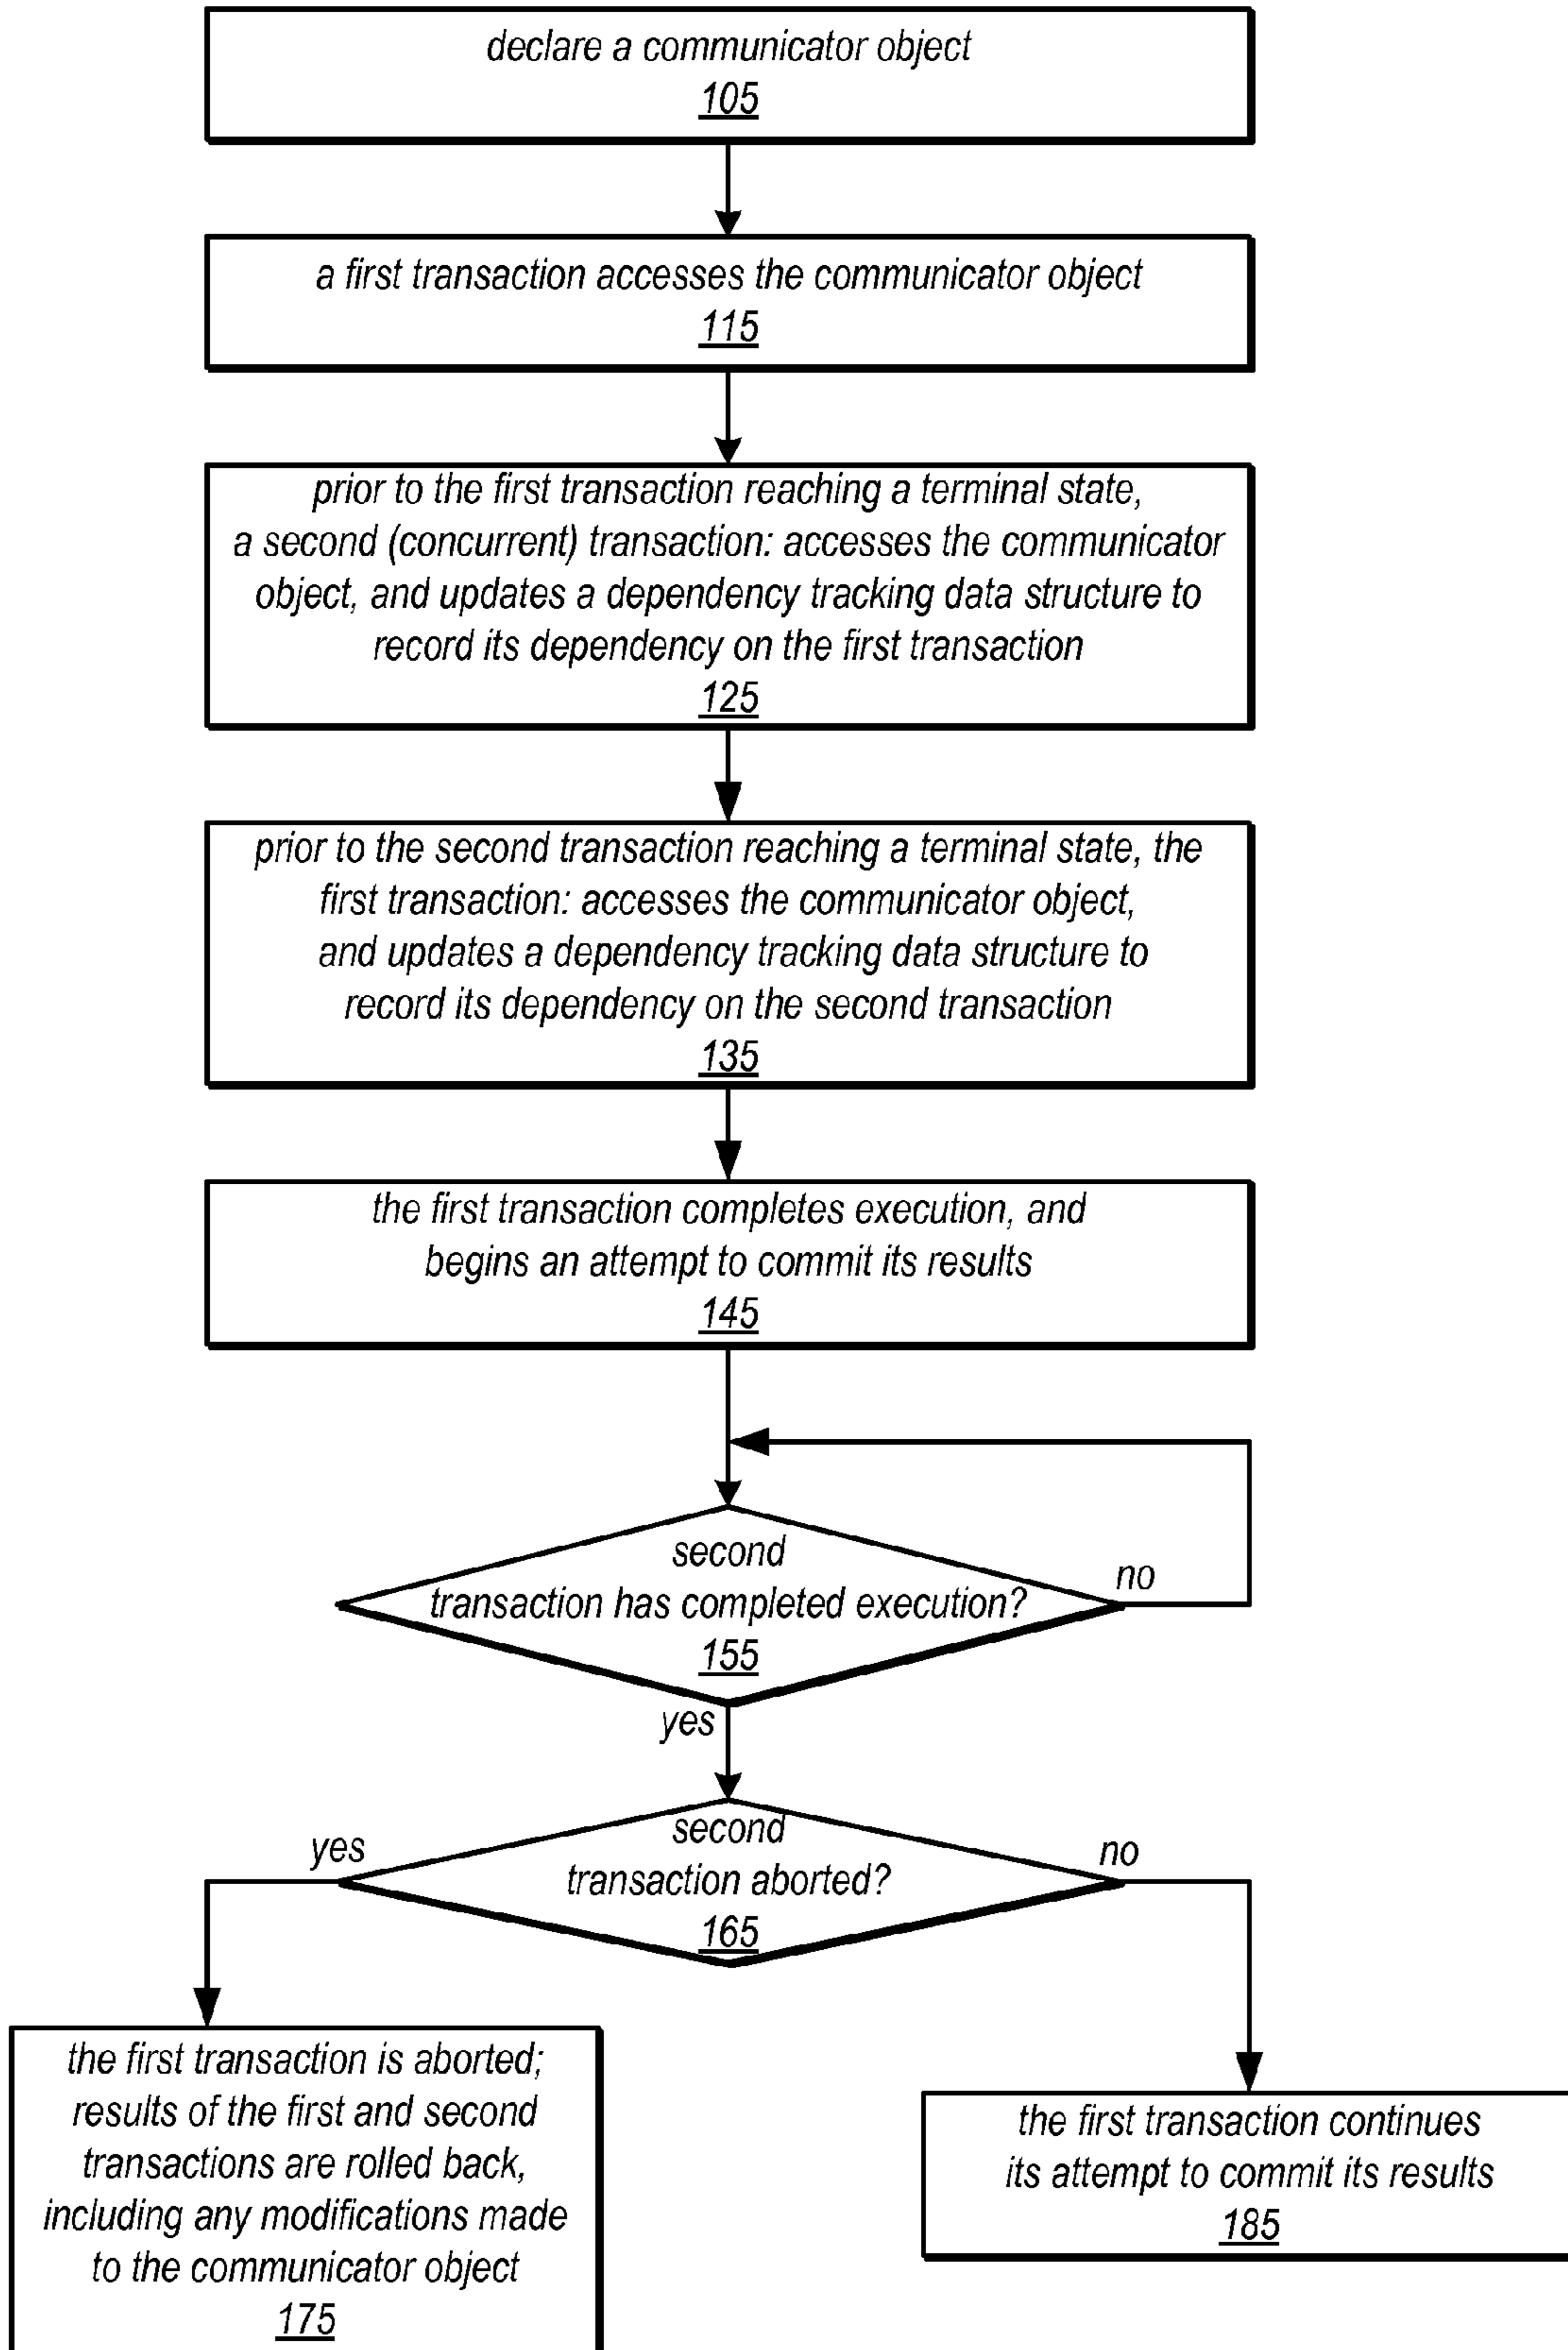 declare a communicator object
105
a first transaction accesses the communicator object
115
prior to the first transaction reaching a terminal state,
a second (concurrent) transaction: accesses the communicator
object, and updates a dependency tracking data structure to
record its dependency on the first transaction
125
prior to the second transaction reaching a terminal state, the
first transaction: accesses the communicator object,
and updates a dependency tracking data structure to
record its dependency on the second transaction
135
the first transaction completes execution, and
begins an attempt to commit its results
145
second
transaction has completed execution?
155
no
yes
second
transaction aborted?
165
yes
no
the first transaction is aborted;
results of the first and second
transactions are rolled back,
including any modifications made
to the communicator object
175
the first transaction continues
its attempt to commit its results
185